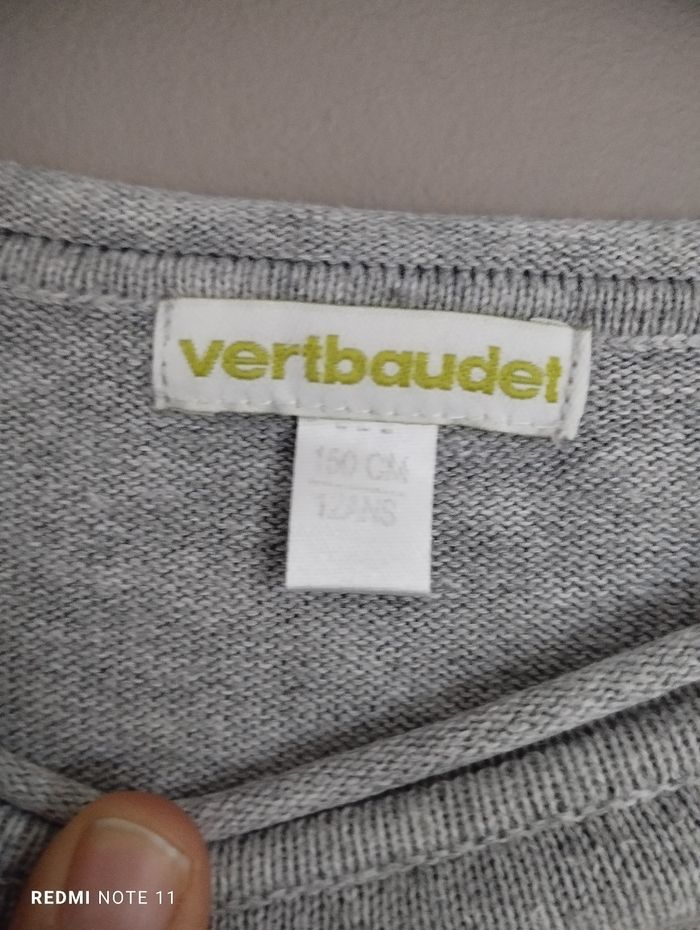 vertbaudet
150 CM
12ANS
REDMI NOTE 11